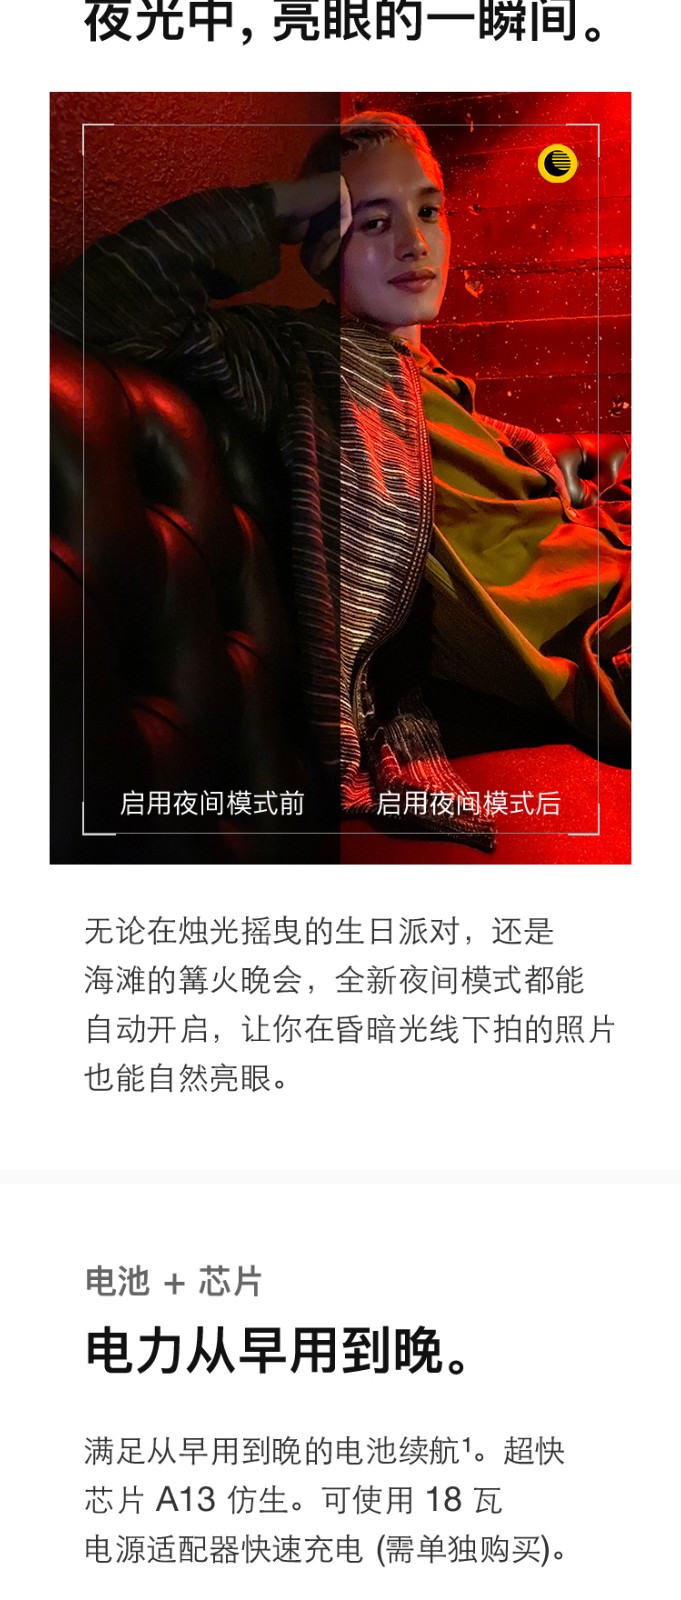 夜光中，亮眼的一瞬间。
启用夜间模式前
启用夜间模式后
无论在烛光摇曳的生日派对，还是
海滩的篝火晚会，全新夜间模式都能
自动开启，让你在昏暗光线下拍的照片
也能自然亮眼。
电池 + 芯片
电力从早用到晚。
满足从早用到晚的电池续航¹。超快
芯片 A13 仿生。可使用 18 瓦
电源适配器快速充电 (需单独购买)。